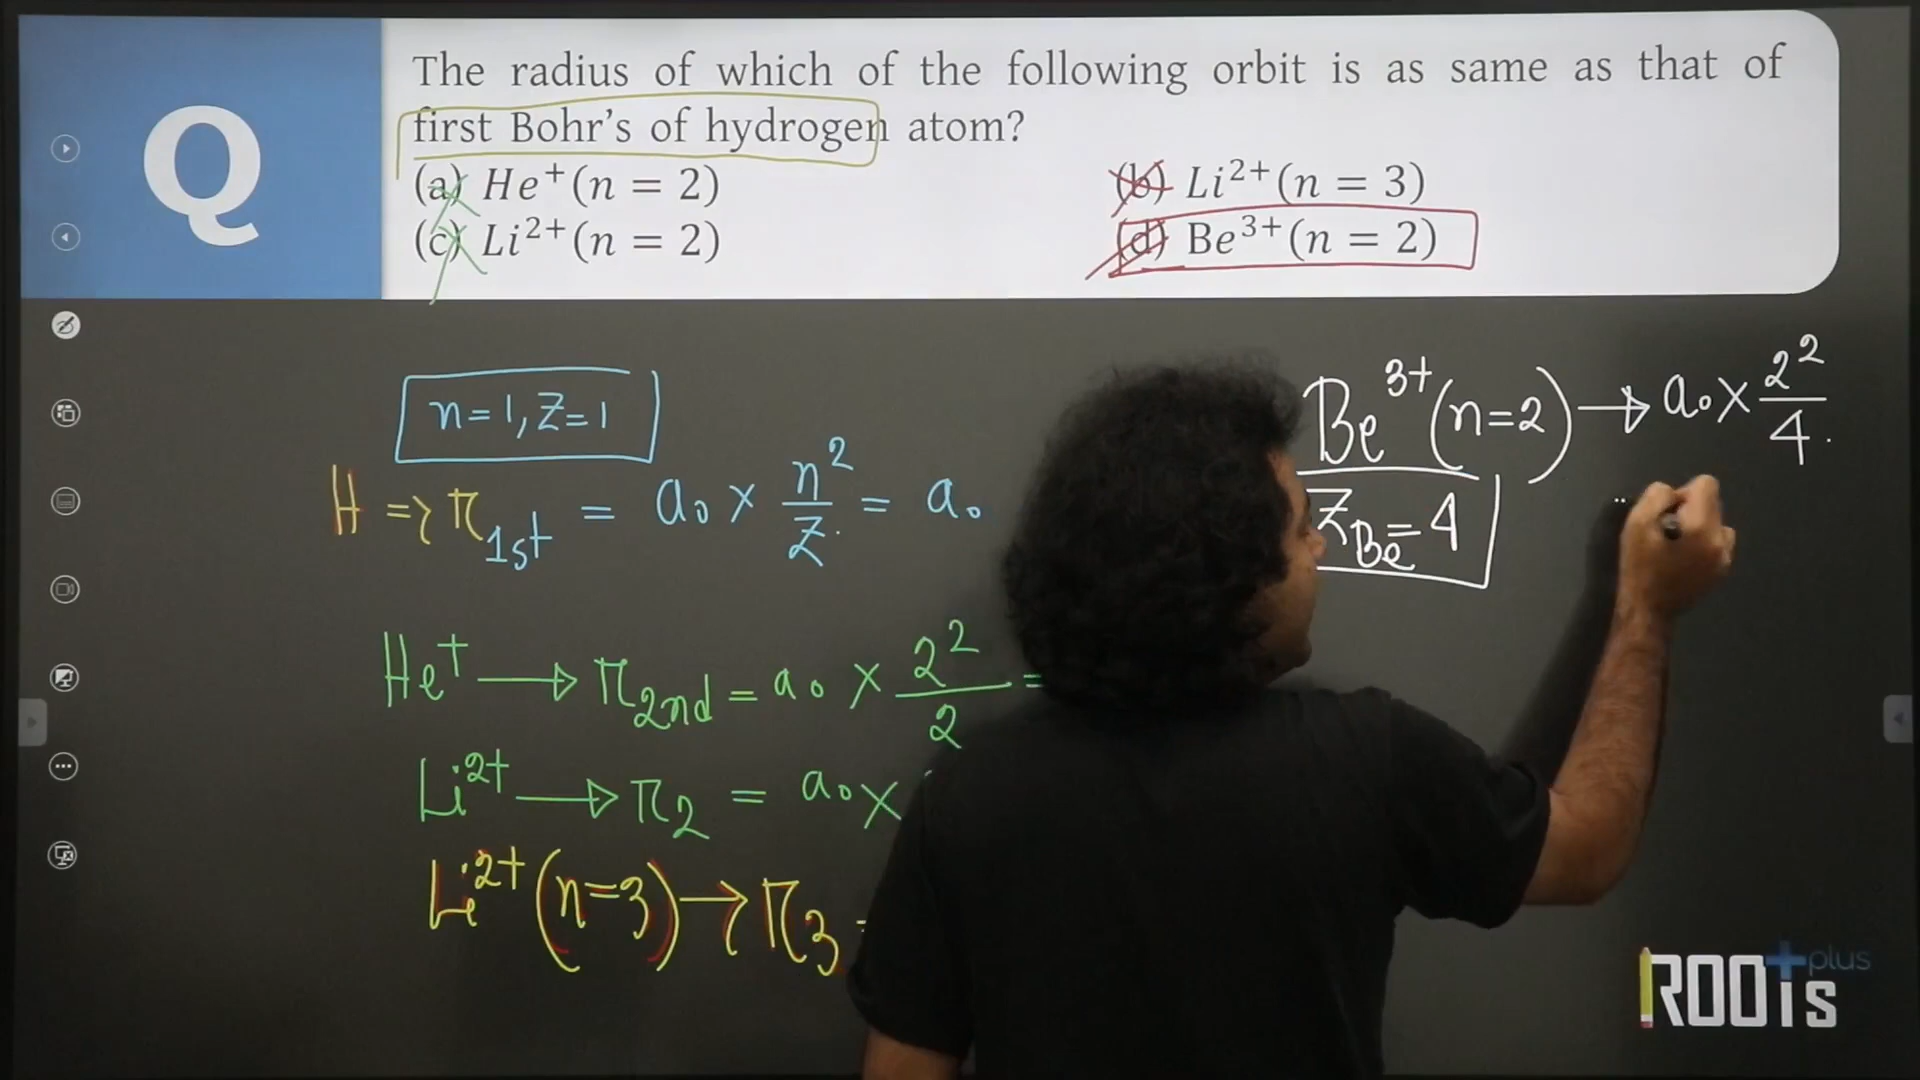 Q
The radius of which of the following orbit is as same as that of
first Bohr's of hydrogen atom?
(a) He⁺(n = 2)
(b) Li²⁺(n = 3)
(c) Li²⁺(n = 2)
(d) Be³⁺(n = 2)
n=1, Z=1
H => r1st = a₀ × n²/Z = a₀
He⁺ → r2nd = a₀ × 2²/2 =
Li²⁺ → r₂ = a₀ ×
Li²⁺(n=3) → r₃
Be³⁺(n=2) → a₀ × 2²/4
Z_Be = 4
ROOTs plus